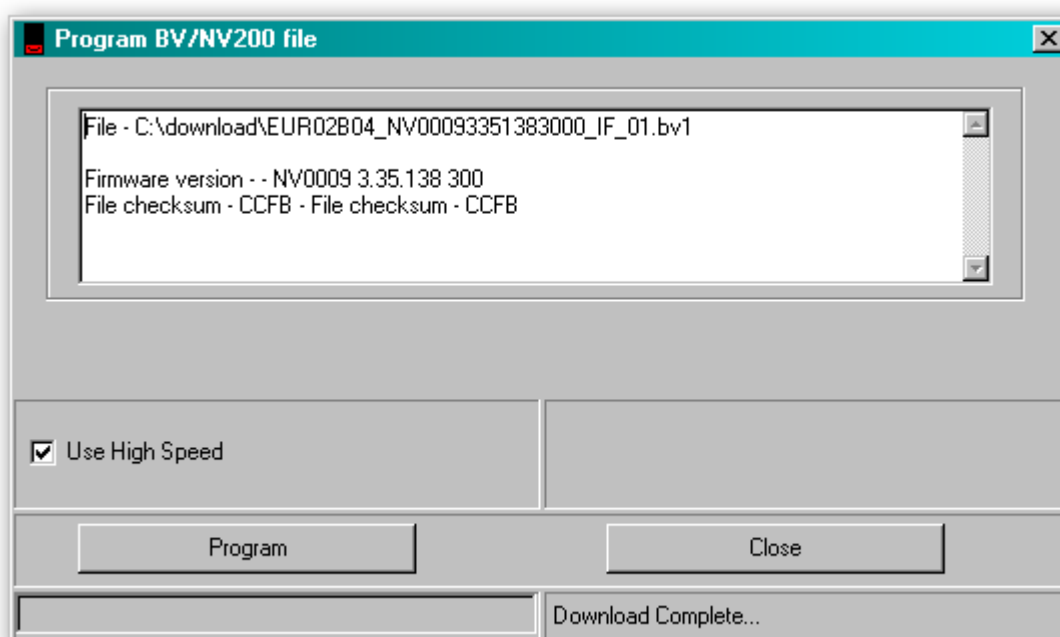 Program BV/NV200 file
File - C:\download\EUR02B04_NV00093351383000_IF_01.bv1
Firmware version - - NV0009 3.35.138 300
File checksum - CCFB - File checksum - CCFB
Use High Speed
Program
Close
Download Complete...